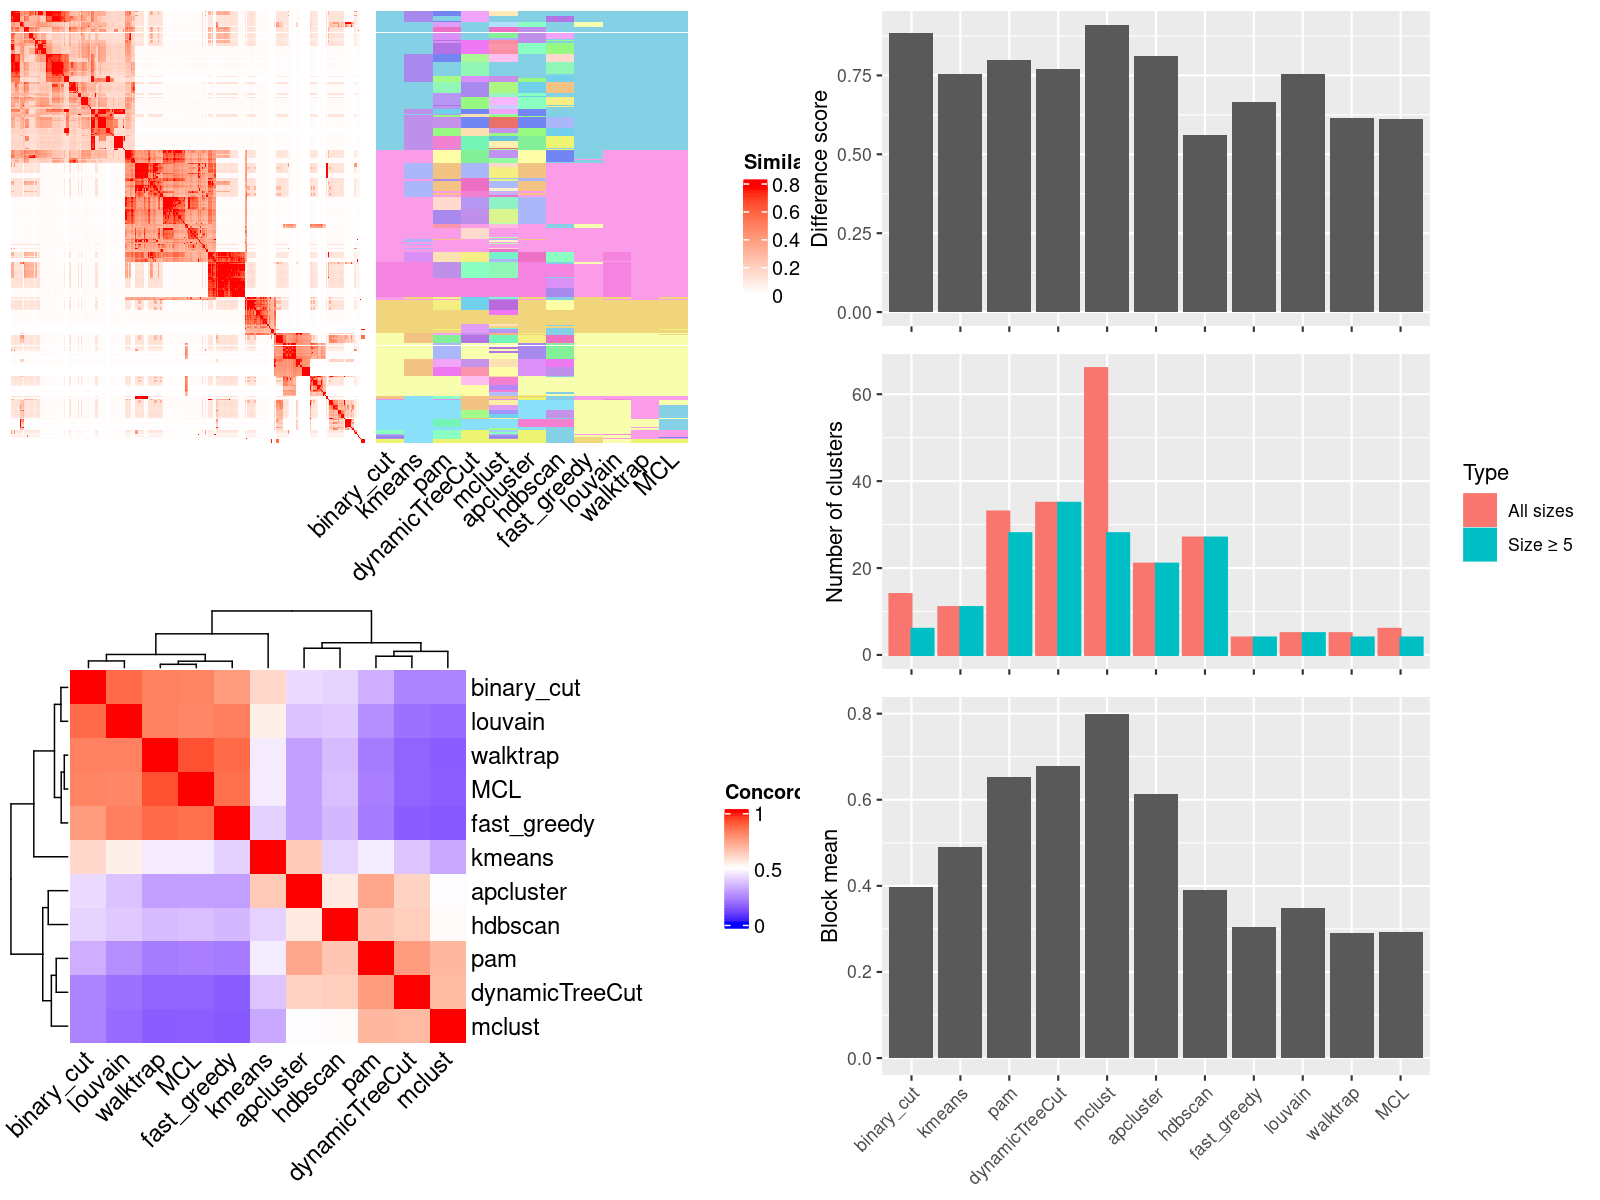 Simila
0.8
0.6
0.4
0.2
0
binary_cut
kmeans
pam
dynamicTreeCut
mclust
apcluster
hdbscan
fast_greedy
louvain
walktrap
MCL
Difference score
0.75
0.50
0.25
0.00
Number of clusters
60
40
20
0
Type
All sizes
Size ≥ 5
binary_cut
louvain
walktrap
MCL
fast_greedy
kmeans
apcluster
hdbscan
pam
dynamicTreeCut
mclust
binary_cut
louvain
walktrap
MCL
fast_greedy
kmeans
apcluster
hdbscan
pam
dynamicTreeCut
mclust
Concorc
1
0.5
0
Block mean
0.8
0.6
0.4
0.2
0.0
binary_cut
kmeans
pam
dynamicTreeCut
mclust
apcluster
hdbscan
fast_greedy
louvain
walktrap
MCL